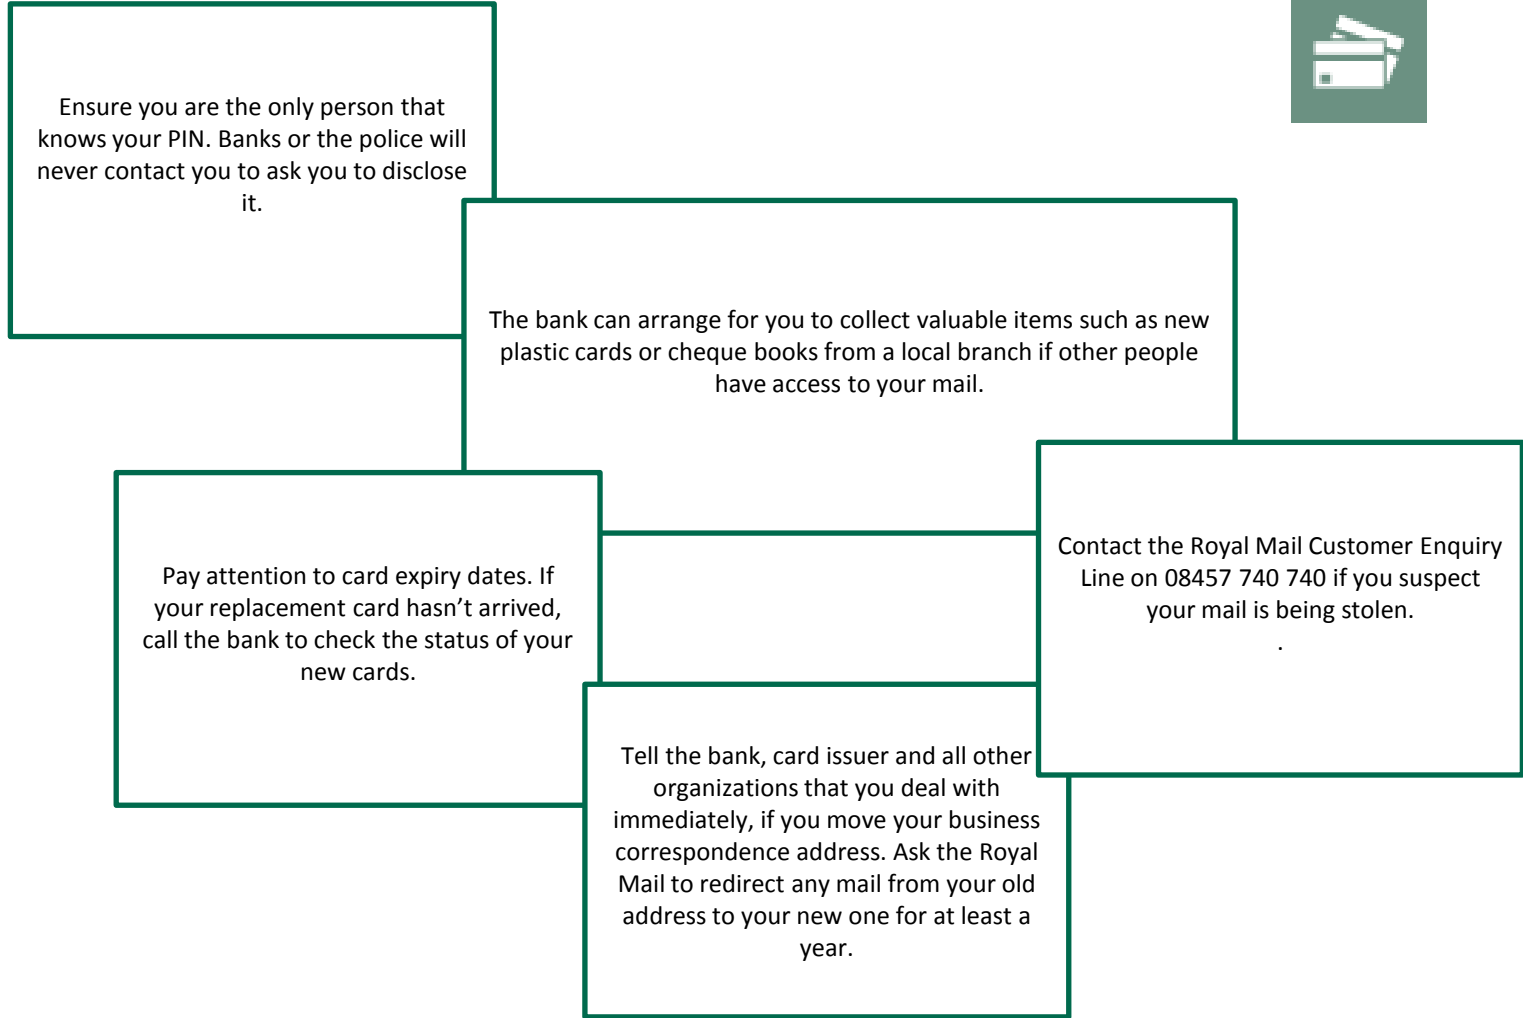 Ensure you are the only person that
knows your PIN. Banks or the police will
never contact you to ask you to disclose
it.
The bank can arrange for you to collect valuable items such as new
plastic cards or cheque books from a local branch if other people
have access to your mail.
Pay attention to card expiry dates. If
your replacement card hasn’t arrived,
call the bank to check the status of your
new cards.
Contact the Royal Mail Customer Enquiry
Line on 08457 740 740 if you suspect
your mail is being stolen.
.
Tell the bank, card issuer and all other
organizations that you deal with
immediately, if you move your business
correspondence address. Ask the Royal
Mail to redirect any mail from your old
address to your new one for at least a
year.